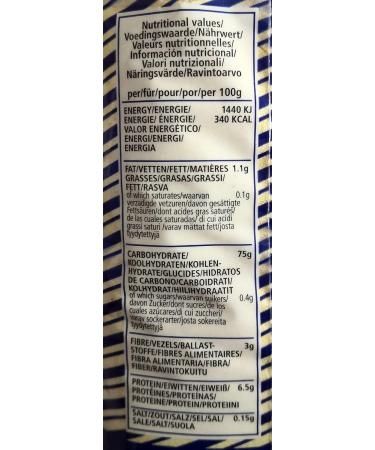 Nutritional values/
Voedingswaarde/Nährwert/
Valeurs nutritionnelles/
Información nutricional/
Valori nutrizionali/
Näringsvärde/Ravintoarvo
per/für/pour/por/per 100g
ENERGY/ENERGIE/ 1440 KJ
ENERGIE/ ÉNERGIE/ 340 KCAL
VALOR ENERGÉTICO/
ENERGI/ENERGI/
ENERGIA
FAT/VETTEN/FETT/MATIÈRES 1.1g
GRASSES/GRASAS/GRASSI/
FETT/RASVA
of which saturates/waarvan 0.1g
verzadigde vetzuren/davon gesättigte
Fettsäuren/dont acides gras saturés/
de las cuales saturadas/ di cui acidi
grassi saturi /varav mättat fett/josta
tyydytettyjä
CARBOHYDRATE/ 75g
KOOLHYDRATEN/KOHLEN-
HYDRATE/GLUCIDES/HIDRATOS
DE CARBONO/CARBOIDRATI/
KOLHYDRAT/HIILIHYDRAATIT
of which sugars/waarvan suikers/ 0.4g
davon Zucker/dont sucres/de los
cuales azúcares/di cui zuccheri/
varav sockerarter/josta sokereita
tyydytettyjä
FIBRE/VEZELS/BALLAST- 3g
STOFFE/FIBRES ALIMENTAIRES/
FIBRA ALIMENTARIA/FIBRA/
FIBER/RAVINTOKUITU
PROTEIN/EIWITTEN/EIWEIß/ 6.5g
PROTÉINES/PROTEÍNAS/
PROTEINE/PROTEIN/PROTEIINI
SALT/ZOUT/SALZ/SEL/SAL/ 0.15g
SALE/SALT/SUOLA